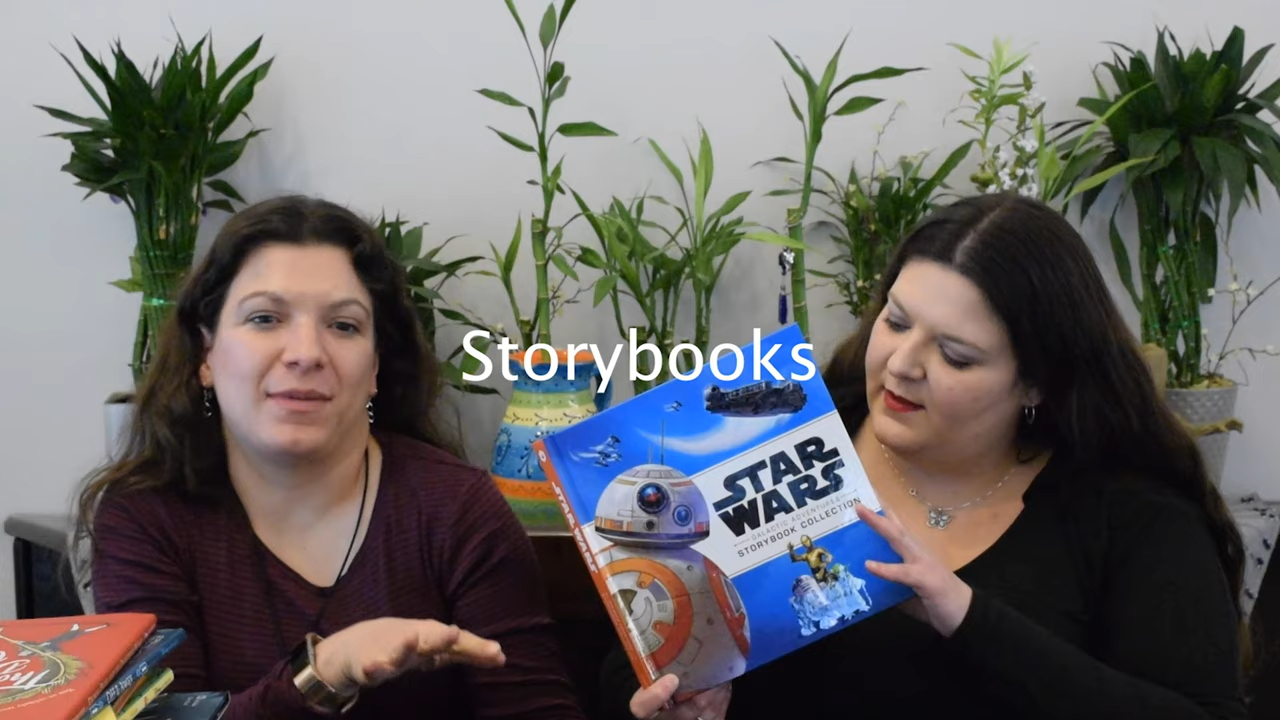 Storybooks
STAR
WARS
GALACTIC ADVENTURES
STORYBOOK COLLECTION
STAR WARS